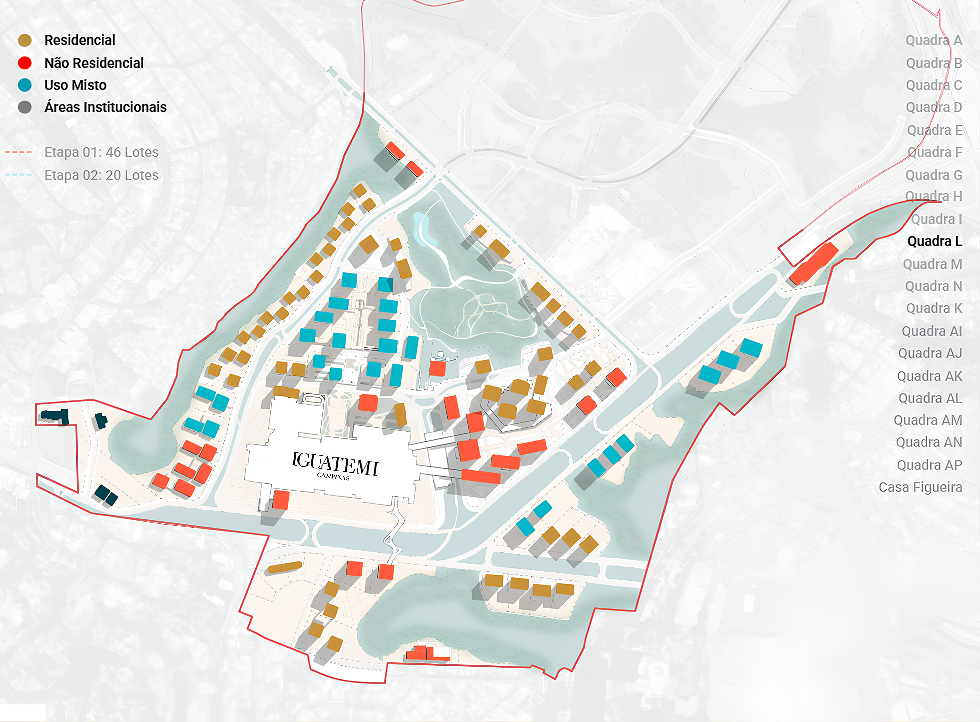 Residencial
Não Residencial
Uso Misto
Áreas Institucionais
Etapa 01: 46 Lotes
Etapa 02: 20 Lotes
Quadra A
Quadra B
Quadra C
Quadra D
Quadra E
Quadra F
Quadra G
Quadra H
Quadra I
Quadra L
Quadra M
Quadra N
Quadra K
Quadra AI
Quadra AJ
Quadra AK
Quadra AL
Quadra AM
Quadra AN
Quadra AP
Casa Figueira
IGUATEMI
CAMPINAS